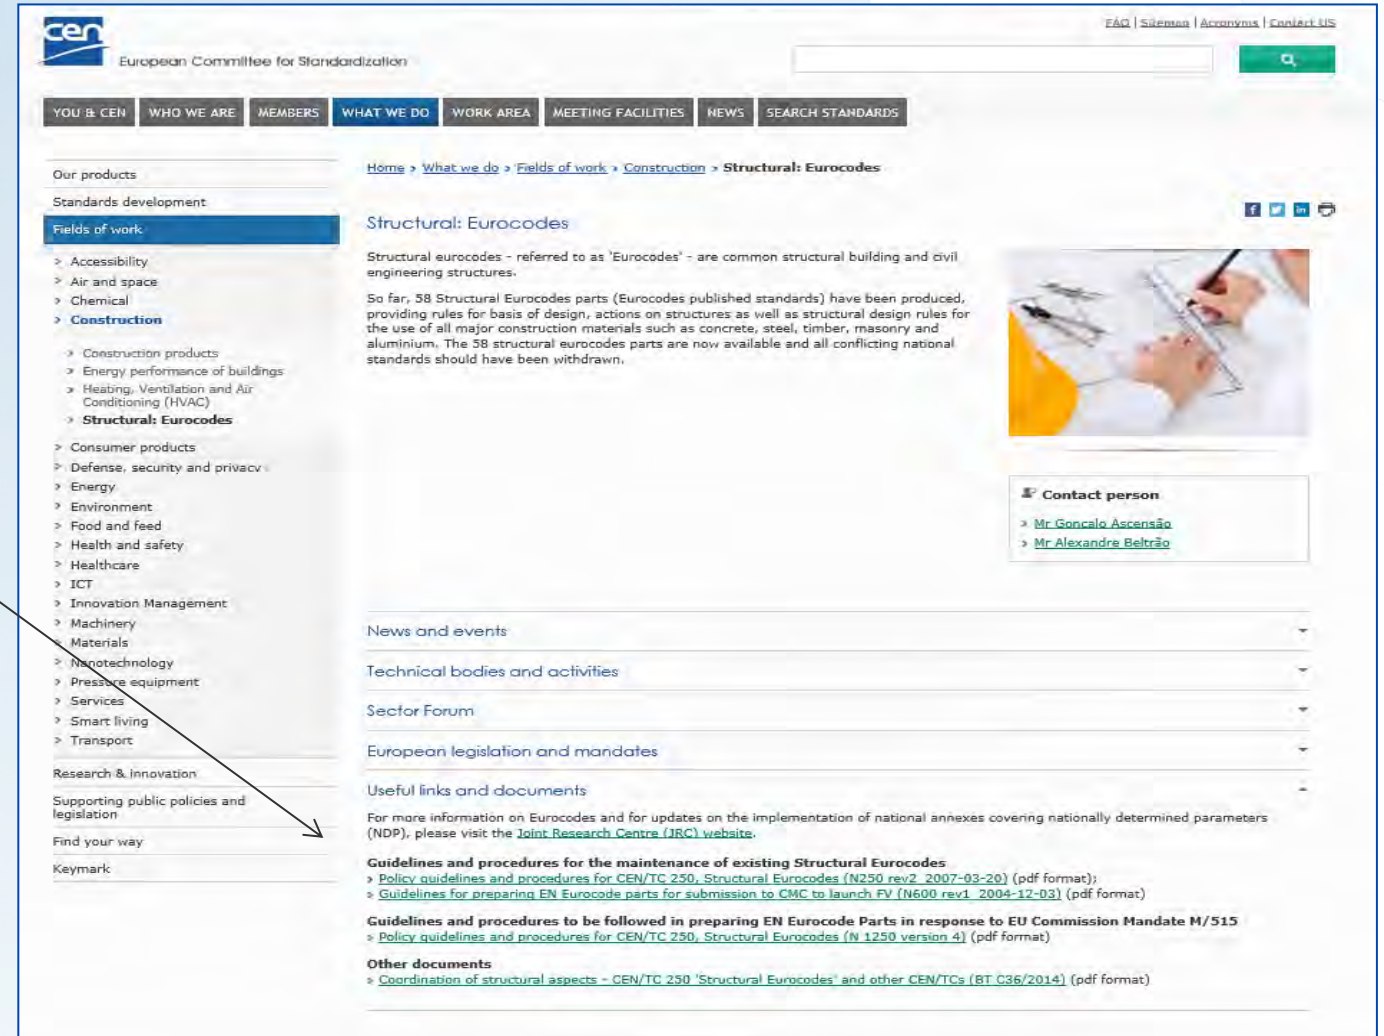 cen
FAQ | Sitemap | Acronyms | Contact US
European Committee for Standardization
YOU & CEN WHO WE ARE MEMBERS WHAT WE DO WORK AREA MEETING FACILITIES NEWS SEARCH STANDARDS
Home > What we do > Fields of work > Construction > Structural: Eurocodes
Our products
Standards development
Fields of work
> Accessibility
> Air and space
> Chemical
> Construction
> Construction products
> Energy performance of buildings
> Heating, Ventilation and Air
Conditioning (HVAC)
> Structural: Eurocodes
> Consumer products
> Defense, security and privacy
> Energy
> Environment
> Food and feed
> Health and safety
> Healthcare
> ICT
> Innovation Management
> Machinery
> Materials
> Nanotechnology
> Pressure equipment
> Services
> Smart living
> Transport
Research & innovation
Supporting public policies and
legislation
Find your way
Keymark
Structural: Eurocodes
Structural eurocodes - referred to as 'Eurocodes' - are common structural building and civil
engineering structures.
So far, 58 Structural Eurocodes parts (Eurocodes published standards) have been produced,
providing rules for basis of design, actions on structures as well as structural design rules for
the use of all major construction materials such as concrete, steel, timber, masonry and
aluminium. The 58 structural eurocodes parts are now available and all conflicting national
standards should have been withdrawn.
f in
Contact person
> Mr Gonçalo Ascensão
> Mr Alexandre Beltrão
News and events
Technical bodies and activities
Sector Forum
European legislation and mandates
Useful links and documents
For more information on Eurocodes and for updates on the implementation of national annexes covering nationally determined parameters
(NDP), please visit the Joint Research Centre (JRC) website.
Guidelines and procedures for the maintenance of existing Structural Eurocodes
> Policy guidelines and procedures for CEN/TC 250, Structural Eurocodes (N250 rev2_2007-03-20) (pdf format);
> Guidelines for preparing EN Eurocode parts for submission to CMC to launch FV (N600 rev1_2004-12-03) (pdf format)
Guidelines and procedures to be followed in preparing EN Eurocode Parts in response to EU Commission Mandate M/515
> Policy guidelines and procedures for CEN/TC 250, Structural Eurocodes (N 1250 version 4) (pdf format)
Other documents
> Coordination of structural aspects - CEN/TC 250 'Structural Eurocodes' and other CEN/TCs (BT C36/2014) (pdf format)